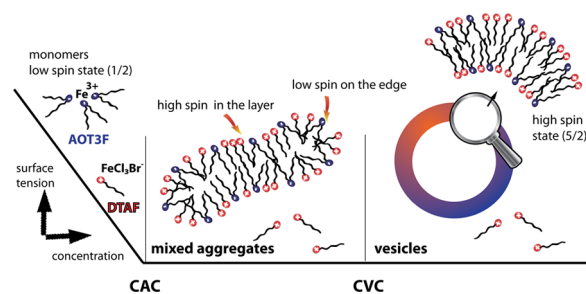 monomers
low spin state (1/2)
Fe3+
AOT3F
FeCl3Br-
DTAF
surface
tension
concentration
high spin in the layer
low spin on the edge
mixed aggregates
high spin
state (5/2)
vesicles
CAC
CVC